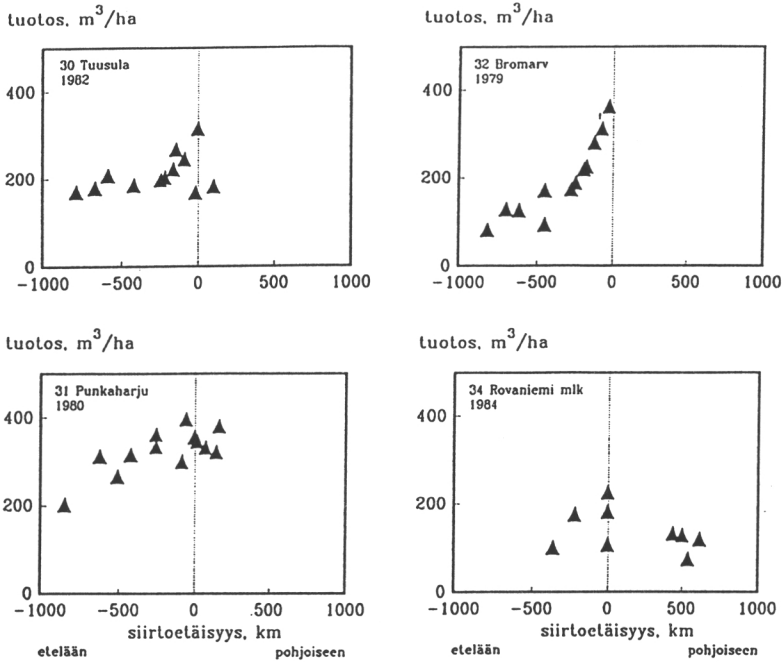 tuotos, m³/ha
30 Tuusula
1982
400
200
0
-1000 -500 0 500 1000
tuotos, m³/ha
32 Bromarv
1979
400
200
0
-1000 -500 0 500 1000
tuotos, m³/ha
31 Punkaharju
1980
400
200
0
-1000 -500 0 500 1000
siirtoetäisyys, km
etelään pohjoiseen
tuotos, m³/ha
34 Rovaniemi mlk
1984
400
200
0
-1000 -500 0 500 1000
siirtoetäisyys, km
etelään pohjoiseen